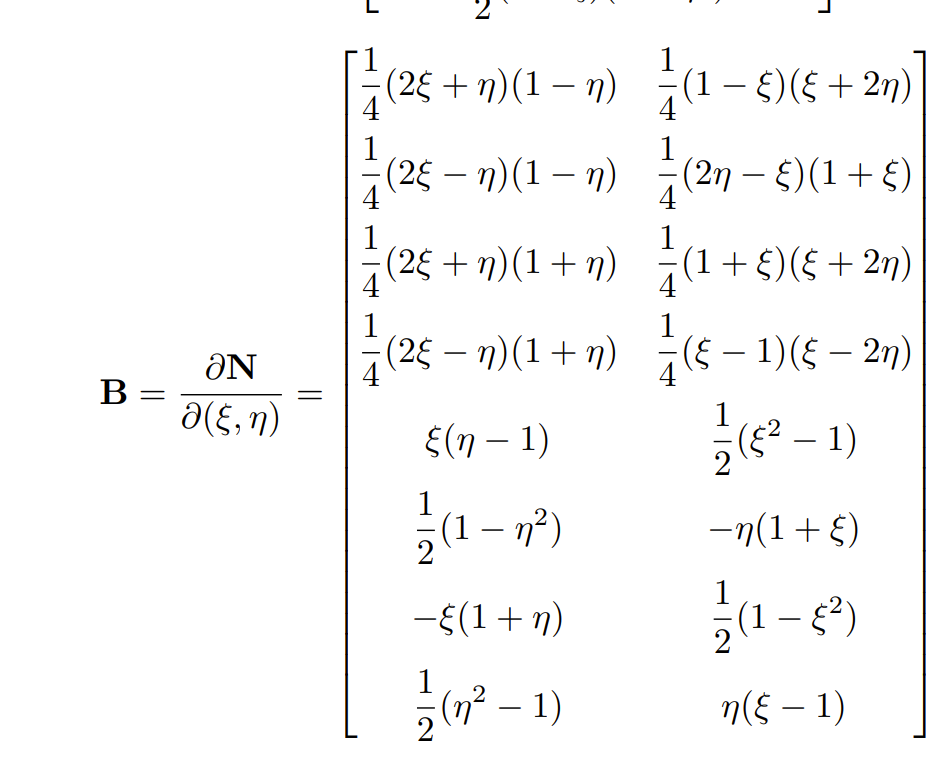 2
1/4(2ξ + η)(1 − η) 1/4(1 − ξ)(ξ + 2η)
1/4(2ξ − η)(1 − η) 1/4(2η − ξ)(1 + ξ)
1/4(2ξ + η)(1 + η) 1/4(1 + ξ)(ξ + 2η)
1/4(2ξ − η)(1 + η) 1/4(ξ − 1)(ξ − 2η)
B = ∂N/∂(ξ, η) =
ξ(η − 1) 1/2(ξ² − 1)
1/2(1 − η²) −η(1 + ξ)
−ξ(1 + η) 1/2(1 − ξ²)
1/2(η² − 1) η(ξ − 1)